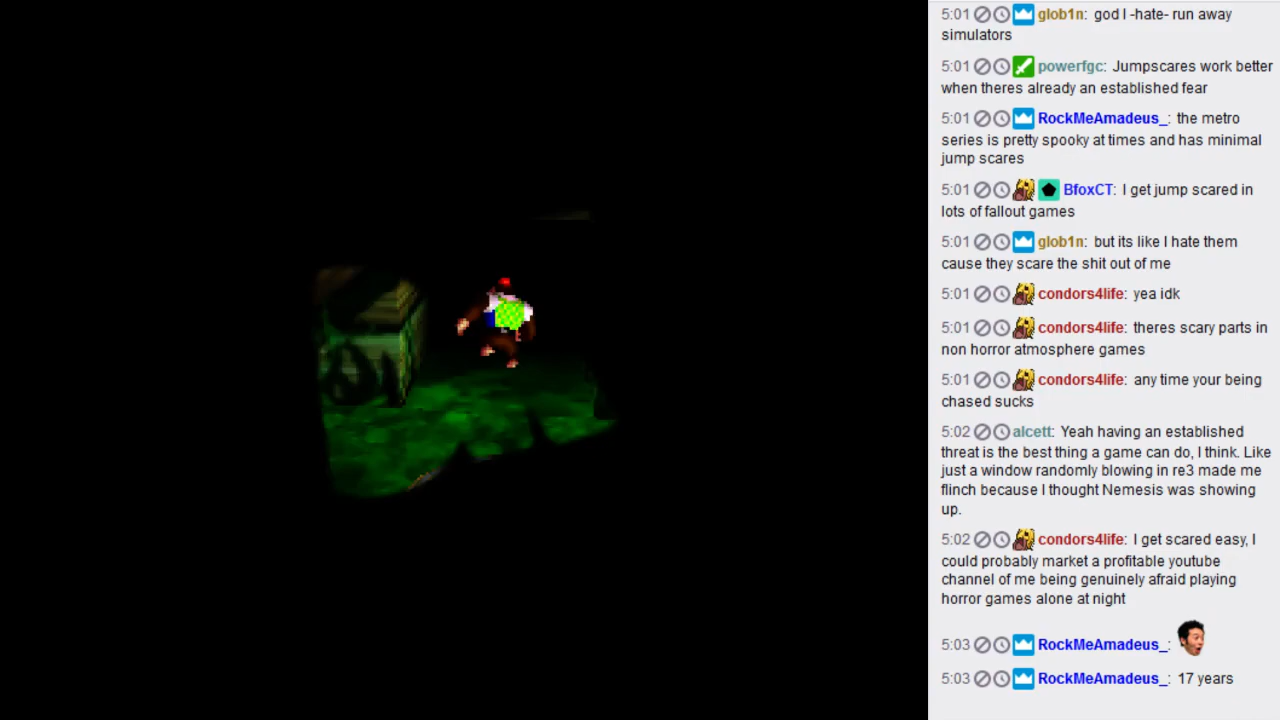 5:01 glob1n: god I -hate- run away
simulators
5:01 powerfgc: Jumpscares work better
when theres already an established fear
5:01 RockMeAmadeus_: the metro
series is pretty spooky at times and has minimal
jump scares
5:01 BfoxCT: I get jump scared in
lots of fallout games
5:01 glob1n: but its like I hate them
cause they scare the shit out of me
5:01 condors4life: yea idk
5:01 condors4life: theres scary parts in
non horror atmosphere games
5:01 condors4life: any time your being
chased sucks
5:02 alcett: Yeah having an established
threat is the best thing a game can do, I think. Like
just a window randomly blowing in re3 made me
flinch because I thought Nemesis was showing
up.
5:02 condors4life: I get scared easy, I
could probably market a profitable youtube
channel of me being genuinely afraid playing
horror games alone at night
5:03 RockMeAmadeus_:
5:03 RockMeAmadeus_: 17 years